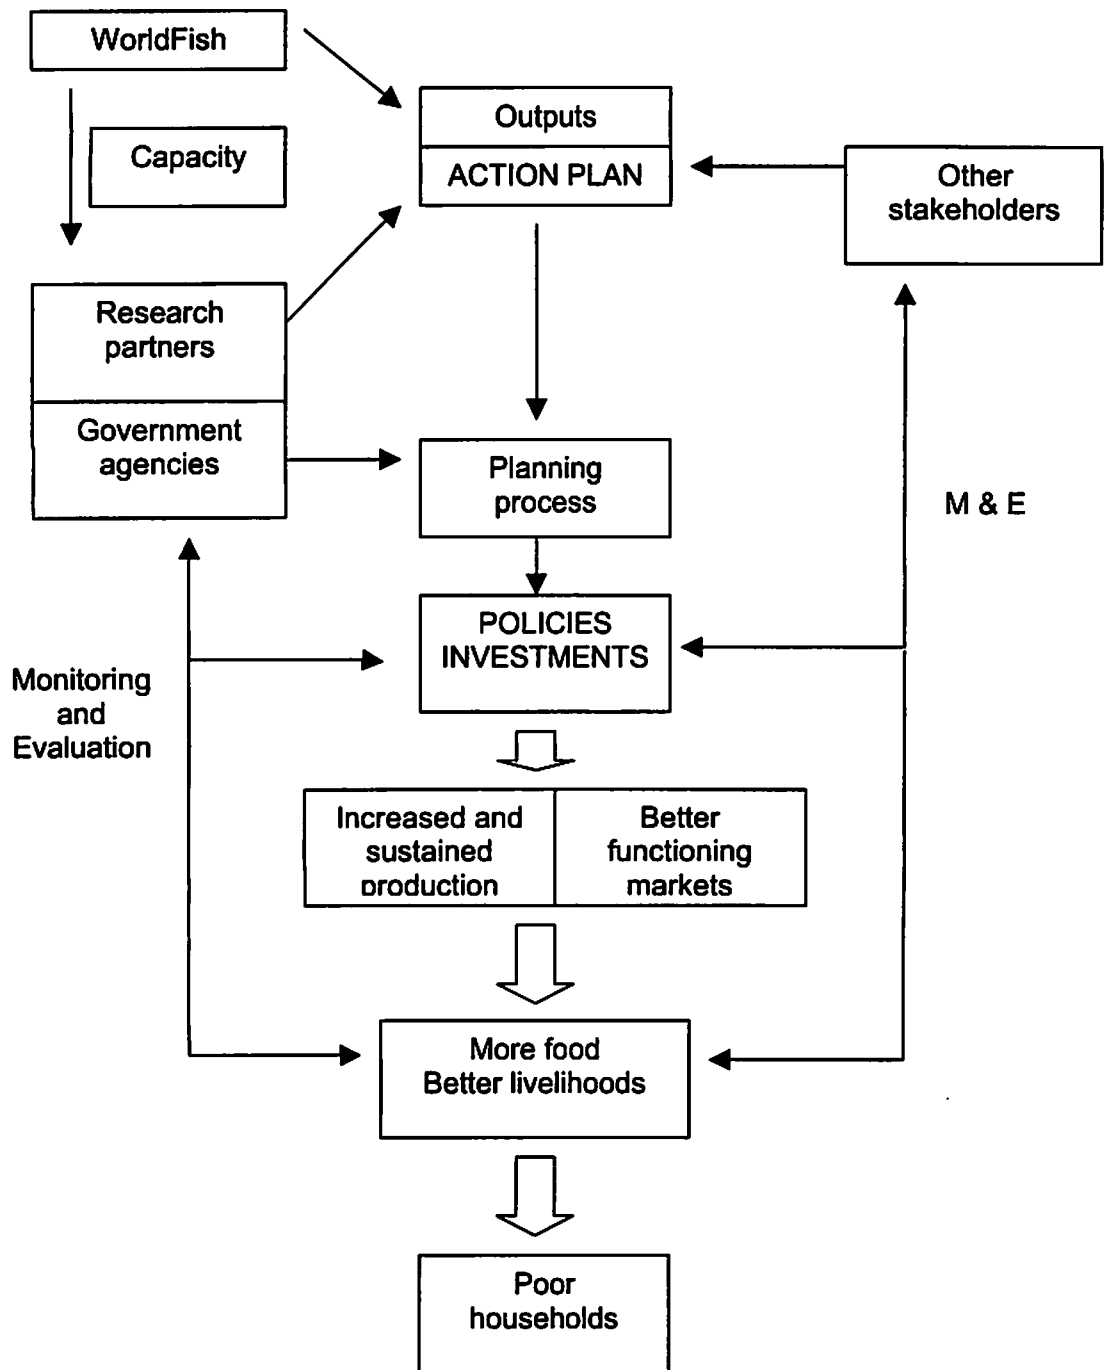 WorldFish
Capacity
Outputs
ACTION PLAN
Other
stakeholders
Research
partners
Government
agencies
Planning
process
M & E
POLICIES
INVESTMENTS
Monitoring
and
Evaluation
Increased and
sustained
production
Better
functioning
markets
More food
Better livelihoods
Poor
households